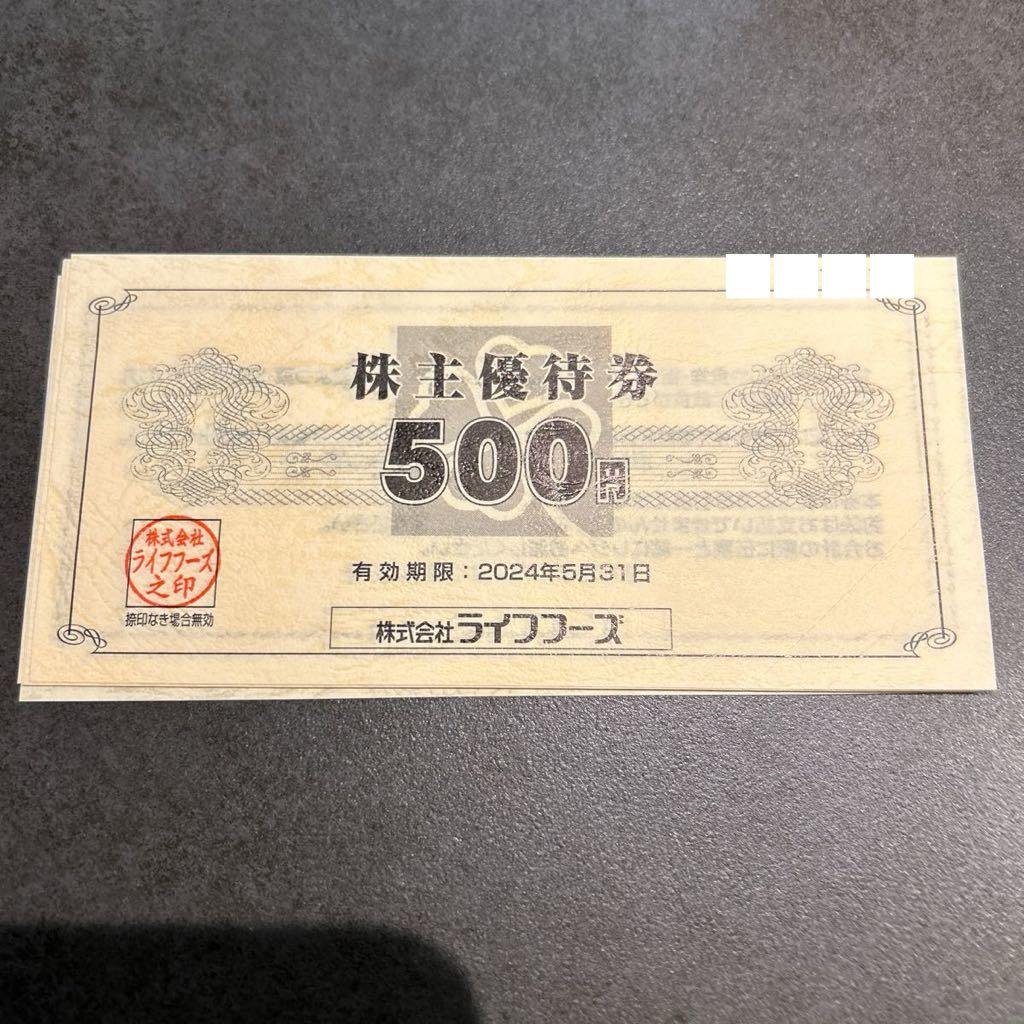 株主優待券
500円
株式会社
ライフフーズ
之印
有効期限：2024年5月31日
捺印なき場合無効
株式会社ライフフーズ